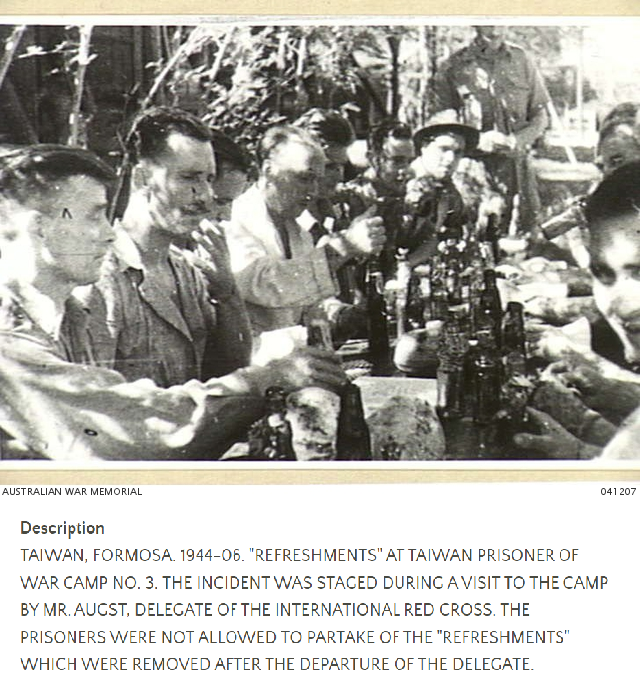 AUSTRALIAN WAR MEMORIAL 041207
Description
TAIWAN, FORMOSA. 1944-06. "REFRESHMENTS" AT TAIWAN PRISONER OF
WAR CAMP NO. 3. THE INCIDENT WAS STAGED DURING A VISIT TO THE CAMP
BY MR. AUGST, DELEGATE OF THE INTERNATIONAL RED CROSS. THE
PRISONERS WERE NOT ALLOWED TO PARTAKE OF THE "REFRESHMENTS"
WHICH WERE REMOVED AFTER THE DEPARTURE OF THE DELEGATE.